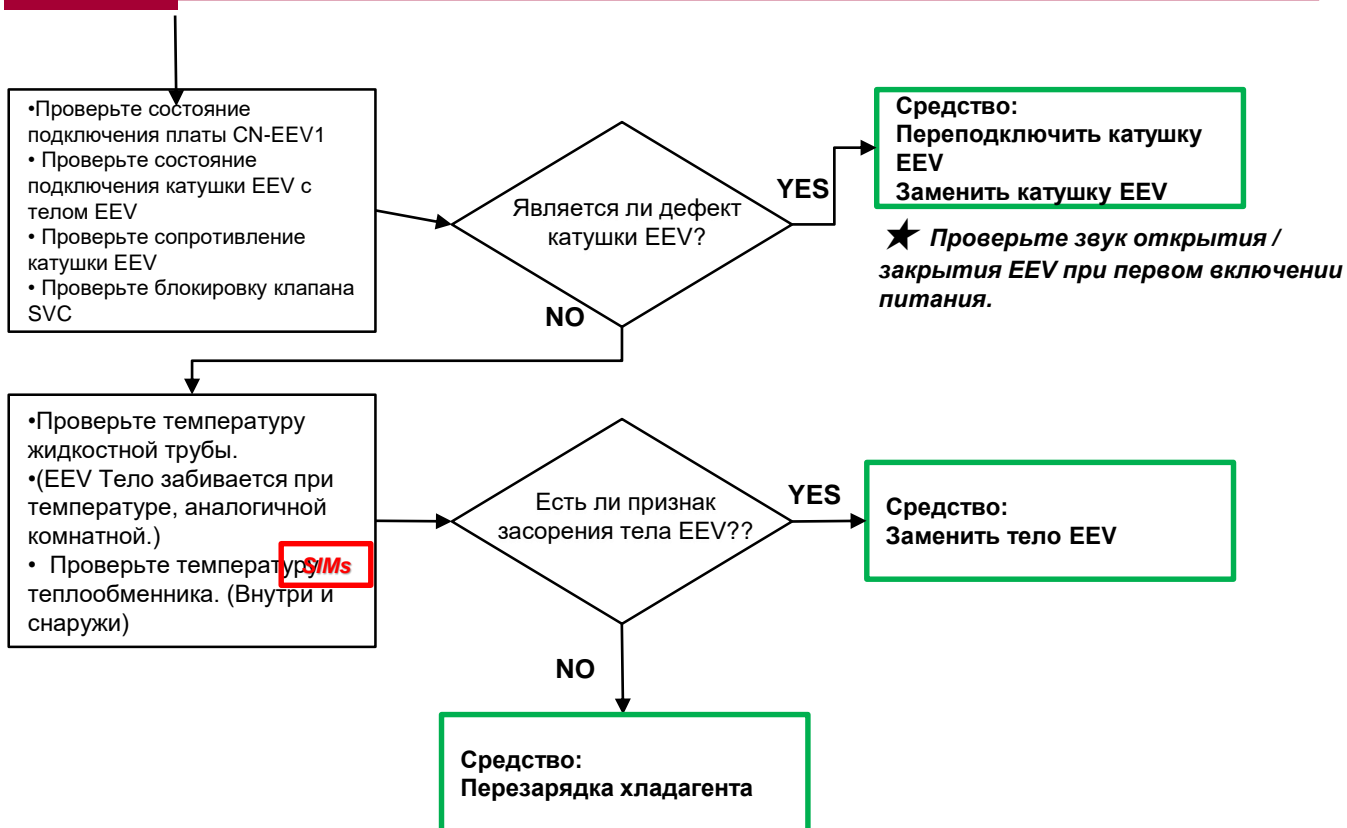 •Проверьте состояние
подключения платы CN-EEV1
• Проверьте состояние
подключения катушки EEV с
телом EEV
• Проверьте сопротивление
катушки EEV
• Проверьте блокировку клапана
SVC
Является ли дефект
катушки EEV?
YES
NO
Средство:
Переподключить катушку
EEV
Заменить катушку EEV
★ Проверьте звук открытия /
закрытия EEV при первом включении
питания.
•Проверьте температуру
жидкостной трубы.
•(EEV Тело забивается при
температуре, аналогичной
комнатной.)
• Проверьте температуру
SIMs
теплообменника. (Внутри и
снаружи)
Есть ли признак
засорения тела EEV??
YES
NO
Средство:
Заменить тело EEV
Средство:
Перезарядка хладагента